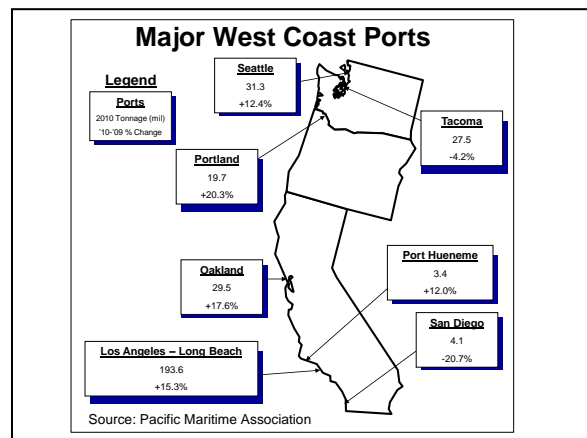 Major West Coast Ports
Legend
Ports
2010 Tonnage (mil)
'10-'09 % Change
Seattle
31.3
+12.4%
Tacoma
27.5
-4.2%
Portland
19.7
+20.3%
Oakland
29.5
+17.6%
Port Hueneme
3.4
+12.0%
San Diego
4.1
-20.7%
Los Angeles – Long Beach
193.6
+15.3%
Source: Pacific Maritime Association